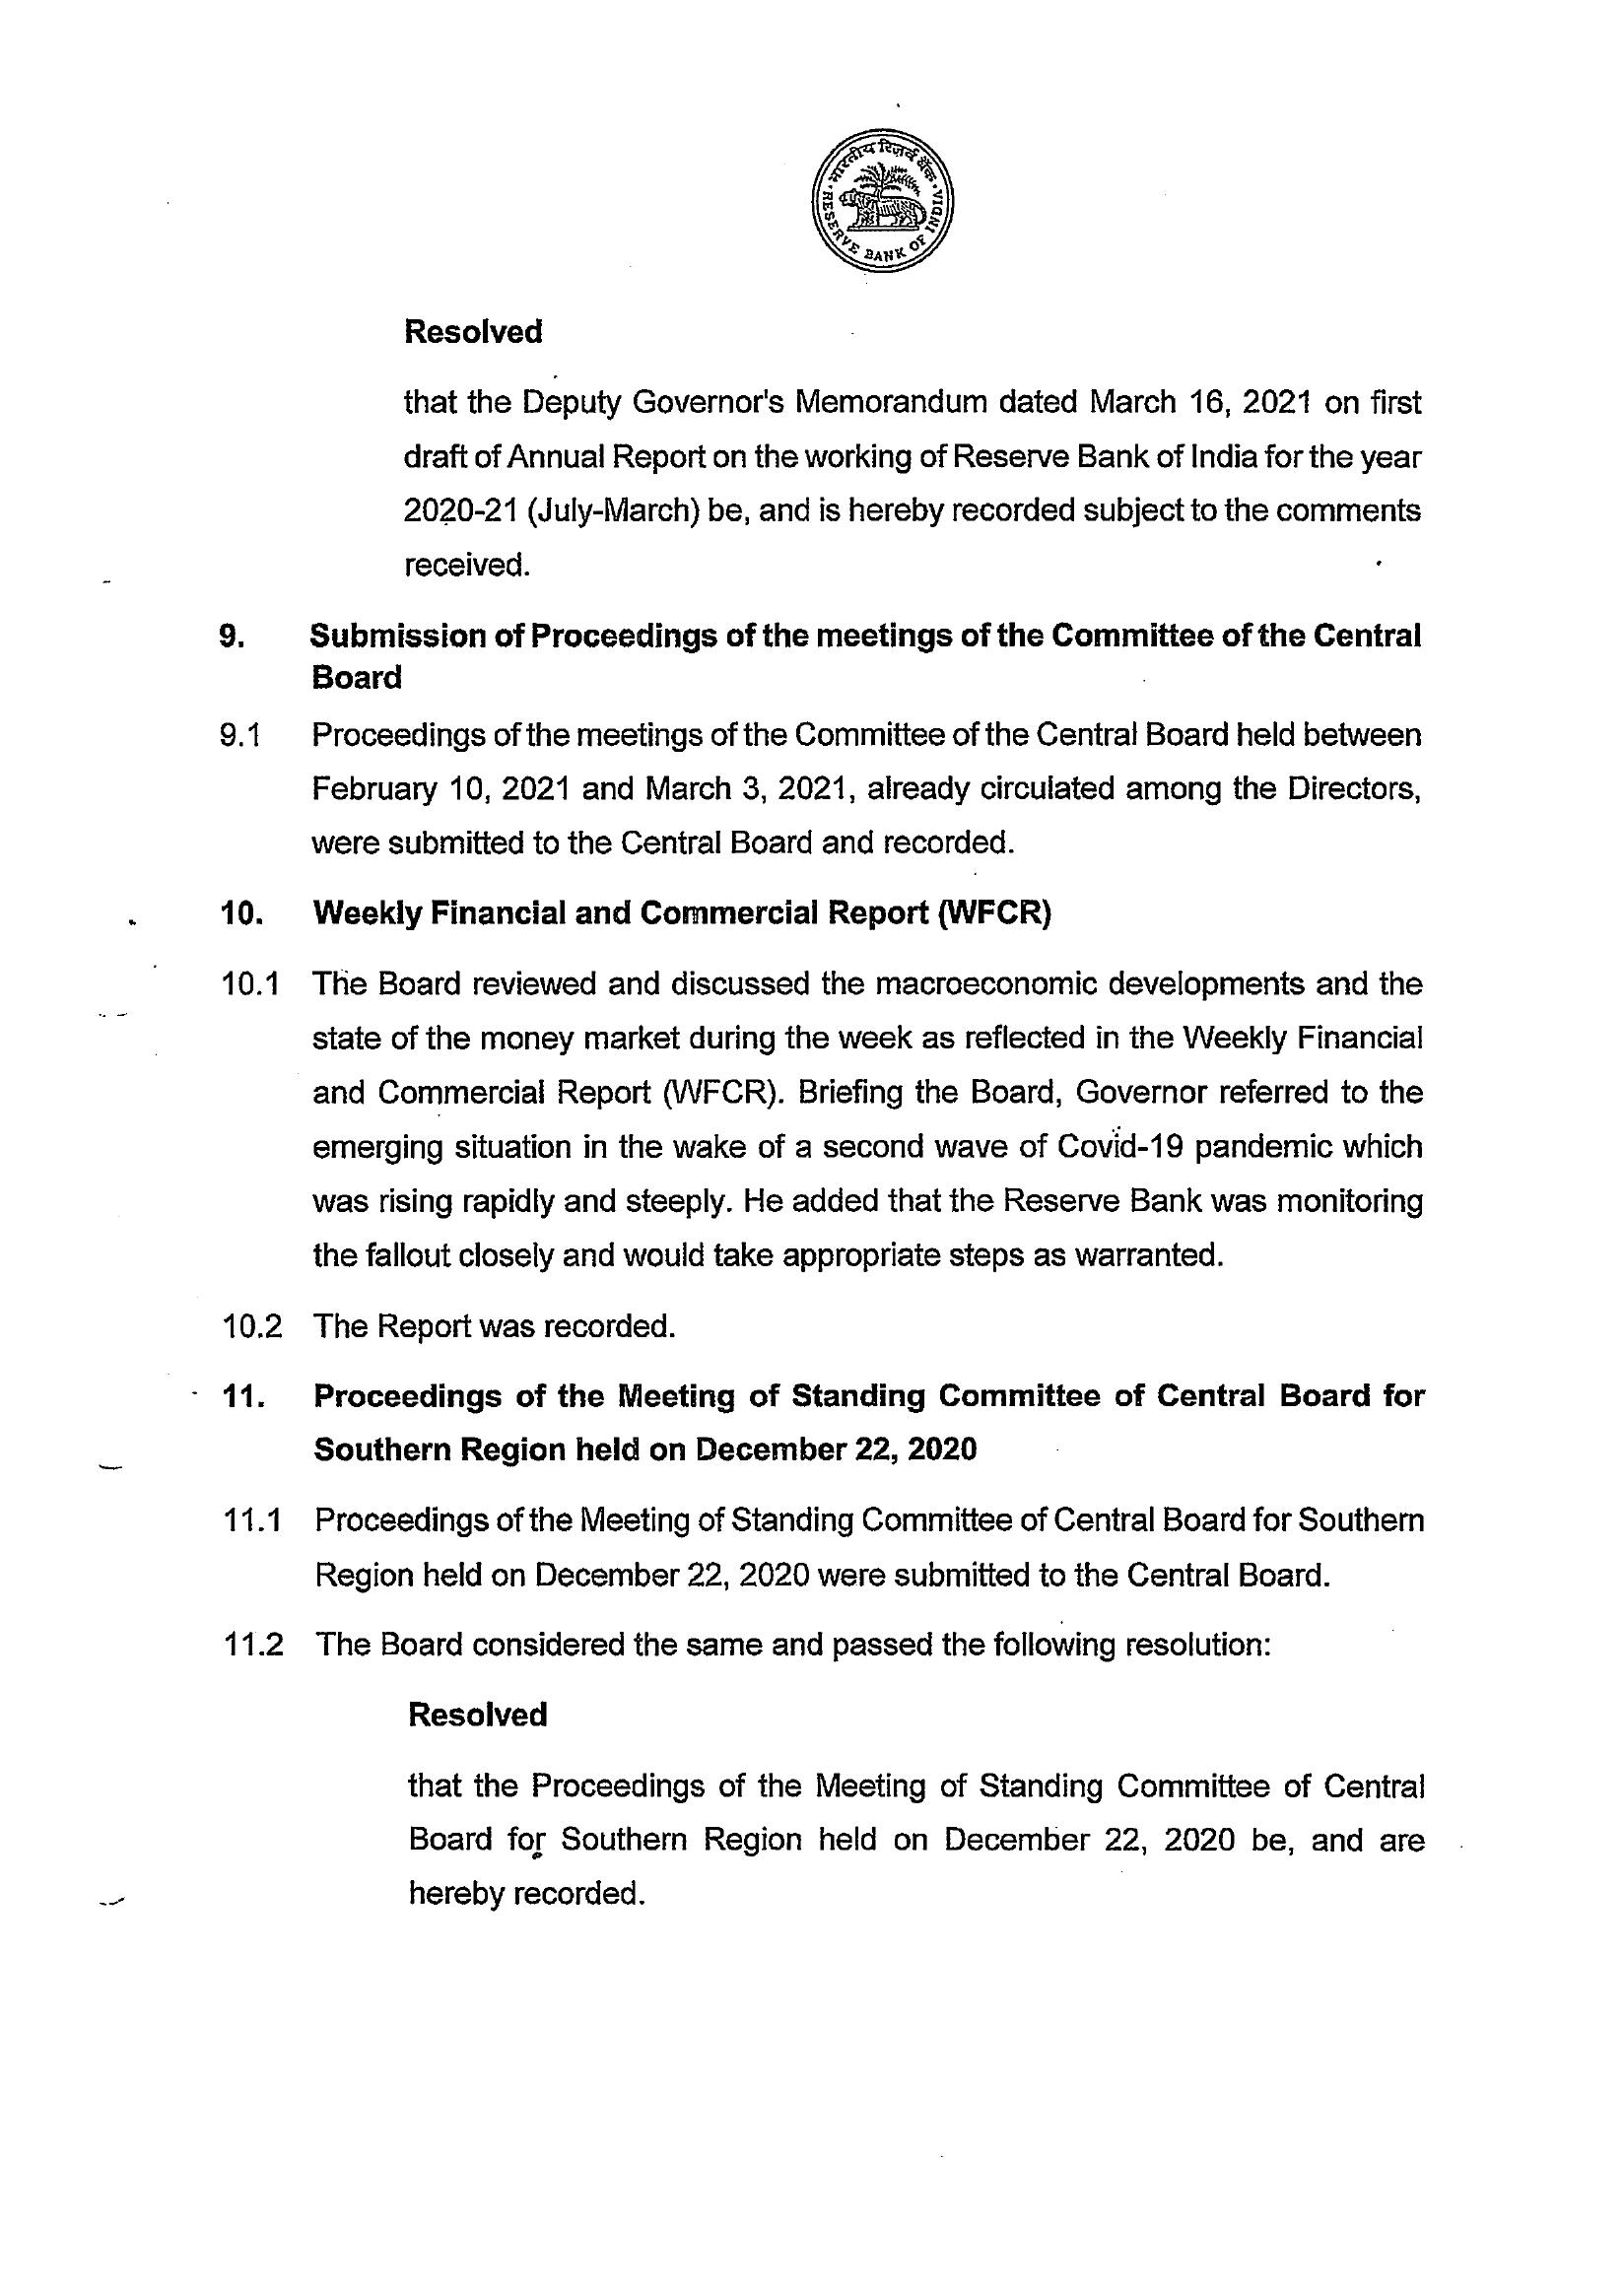 भारतीय रिज़र्व बैंक
RESERVE BANK OF INDIA
Resolved
that the Deputy Governor's Memorandum dated March 16, 2021 on first
draft of Annual Report on the working of Reserve Bank of India for the year
2020-21 (July-March) be, and is hereby recorded subject to the comments
received.
9. Submission of Proceedings of the meetings of the Committee of the Central
Board
9.1 Proceedings of the meetings of the Committee of the Central Board held between
February 10, 2021 and March 3, 2021, already circulated among the Directors,
were submitted to the Central Board and recorded.
10. Weekly Financial and Commercial Report (WFCR)
10.1 The Board reviewed and discussed the macroeconomic developments and the
state of the money market during the week as reflected in the Weekly Financial
and Commercial Report (WFCR). Briefing the Board, Governor referred to the
emerging situation in the wake of a second wave of Covid-19 pandemic which
was rising rapidly and steeply. He added that the Reserve Bank was monitoring
the fallout closely and would take appropriate steps as warranted.
10.2 The Report was recorded.
11. Proceedings of the Meeting of Standing Committee of Central Board for
Southern Region held on December 22, 2020
11.1 Proceedings of the Meeting of Standing Committee of Central Board for Southern
Region held on December 22, 2020 were submitted to the Central Board.
11.2 The Board considered the same and passed the following resolution:
Resolved
that the Proceedings of the Meeting of Standing Committee of Central
Board for Southern Region held on December 22, 2020 be, and are
hereby recorded.